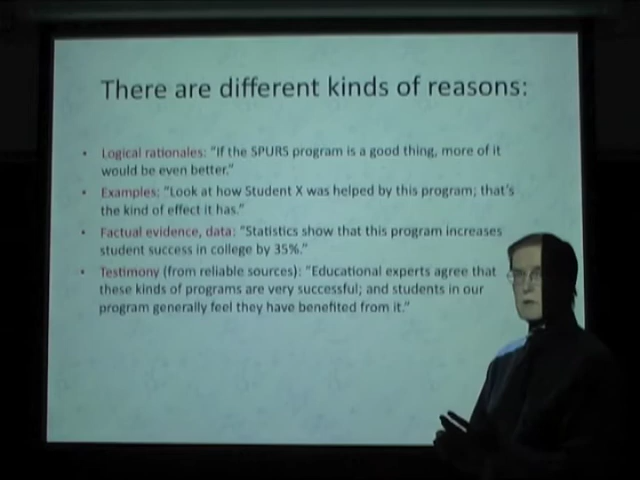 There are different kinds of reasons:
• Logical rationales: "If the SPURS program is a good thing, more of it
would be even better."
• Examples: "Look at how Student X was helped by this program; that's
the kind of effect it has."
• Factual evidence, data: "Statistics show that this program increases
student success in college by 35%."
• Testimony (from reliable sources): "Educational experts agree that
these kinds of programs are very successful; and students in our
program generally feel they have benefited from it."